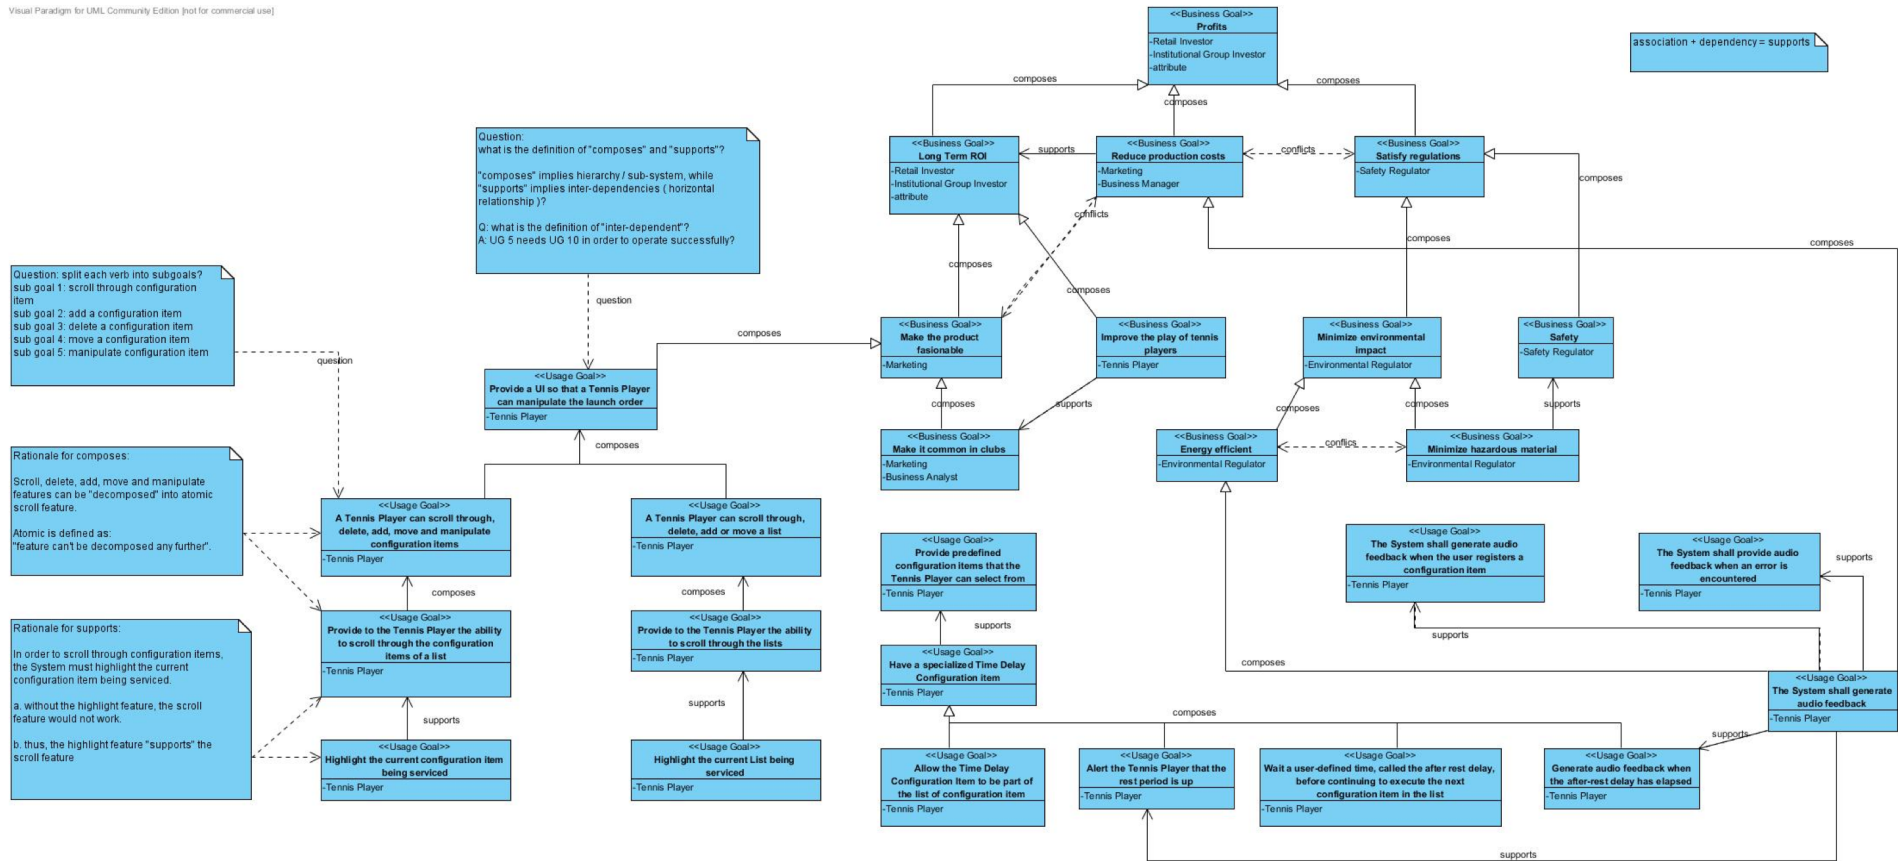 Visual Paradigm for UML Community Edition [not for commercial use]
<<Business Goal>>
Profits
-Retail Investor
-Institutional Group Investor
-attribute
association + dependency = supports
composes
composes
composes
Question:
what is the definition of "composes" and "supports"?
"composes" implies hierarchy / sub-system, while
"supports" implies inter-dependencies ( horizontal
relationship )?
Q: what is the definition of "inter-dependent"?
A: UG 5 needs UG 10 in order to operate successfully?
<<Business Goal>>
Long Term ROI
-Retail Investor
-Institutional Group Investor
-attribute
supports
<<Business Goal>>
Reduce production costs
-Marketing
-Business Manager
conflicts
<<Business Goal>>
Satisfy regulations
-Safety Regulator
composes
conflicts
composes
composes
composes
composes
Question: split each verb into subgoals?
sub goal 1: scroll through configuration
item
sub goal 2: add a configuration item
sub goal 3: delete a configuration item
sub goal 4: move a configuration item
sub goal 5: manipulate configuration item
question
question
composes
<<Business Goal>>
Make the product
fasionable
-Marketing
<<Business Goal>>
Improve the play of tennis
players
-Tennis Player
<<Business Goal>>
Minimize environmental
impact
-Environmental Regulator
<<Business Goal>>
Safety
-Safety Regulator
<<Usage Goal>>
Provide a UI so that a Tennis Player
can manipulate the launch order
-Tennis Player
composes
supports
composes
composes
supports
composes
<<Business Goal>>
Make it common in clubs
-Marketing
-Business Analyst
<<Business Goal>>
Energy efficient
-Environmental Regulator
conflics
<<Business Goal>>
Minimize hazardous material
-Environmental Regulator
Rationale for composes:
Scroll, delete, add, move and manipulate
features can be "decomposed" into atomic
scroll feature.
Atomic is defined as:
"feature can't be decomposed any further".
<<Usage Goal>>
A Tennis Player can scroll through,
delete, add, move and manipulate
configuration items
-Tennis Player
<<Usage Goal>>
A Tennis Player can scroll through,
delete, add or move a list
-Tennis Player
<<Usage Goal>>
Provide predefined
configuration items that the
Tennis Player can select from
-Tennis Player
<<Usage Goal>>
The System shall generate audio
feedback when the user registers a
configuration item
-Tennis Player
<<Usage Goal>>
The System shall provide audio
feedback when an error is
encountered
-Tennis Player
supports
composes
composes
supports
supports
Rationale for supports:
In order to scroll through configuration items,
the System must highlight the current
configuration item being serviced.
a. without the highlight feature, the scroll
feature would not work.
b. thus, the highlight feature "supports" the
scroll feature
<<Usage Goal>>
Provide to the Tennis Player the ability
to scroll through the configuration
items of a list
-Tennis Player
<<Usage Goal>>
Provide to the Tennis Player the ability
to scroll through the lists
-Tennis Player
<<Usage Goal>>
Have a specialized Time Delay
Configuration item
-Tennis Player
composes
<<Usage Goal>>
The System shall generate
audio feedback
-Tennis Player
supports
supports
composes
supports
<<Usage Goal>>
Highlight the current configuration item
being serviced
-Tennis Player
<<Usage Goal>>
Highlight the current List being
serviced
-Tennis Player
<<Usage Goal>>
Allow the Time Delay
Configuration Item to be part of
the list of configuration item
-Tennis Player
<<Usage Goal>>
Alert the Tennis Player that the
rest period is up
-Tennis Player
<<Usage Goal>>
Wait a user-defined time, called the after rest delay,
before continuing to execute the next
configuration item in the list
-Tennis Player
<<Usage Goal>>
Generate audio feedback when
the after-rest delay has elapsed
-Tennis Player
supports